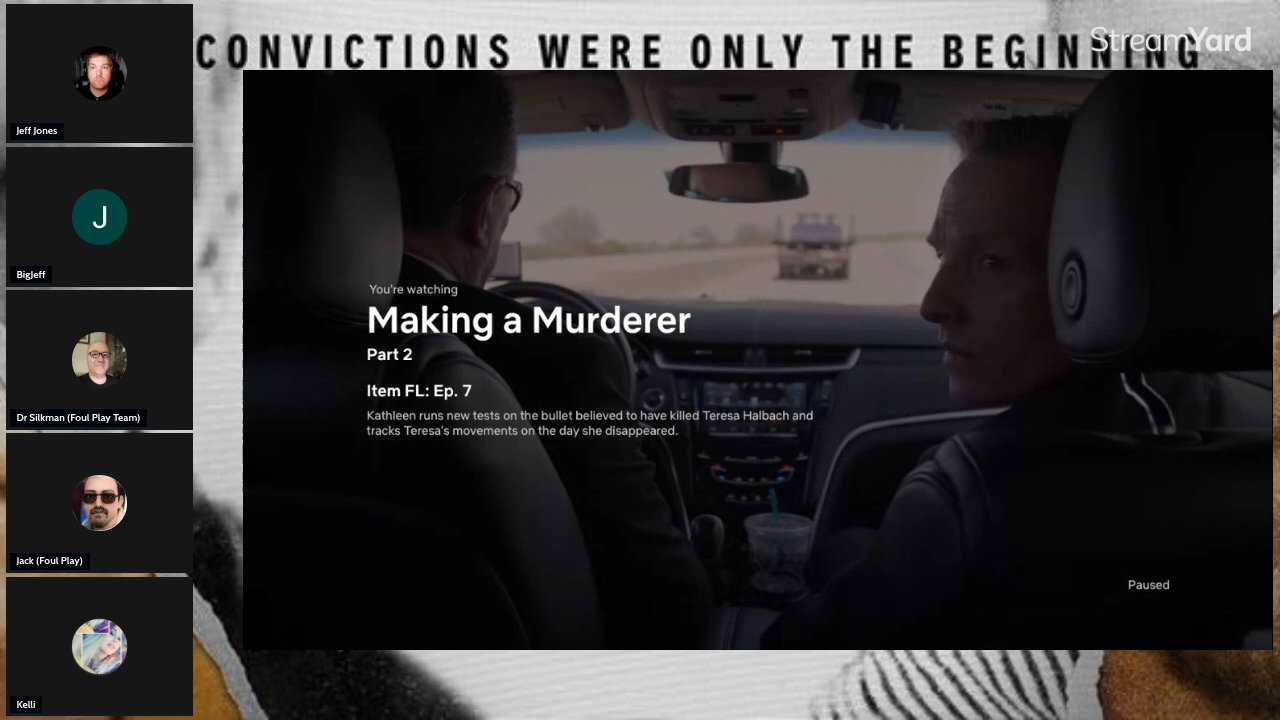 CONVICTIONS WERE ONLY THE BEGINNING
StreamYard
Jeff Jones
J
BigJeff
Dr Silkman (Foul Play Team)
Jack (Foul Play)
Kelli
You're watching
Making a Murderer
Part 2
Item FL: Ep. 7
Kathleen runs new tests on the bullet believed to have killed Teresa Halbach and
tracks Teresa's movements on the day she disappeared.
Paused